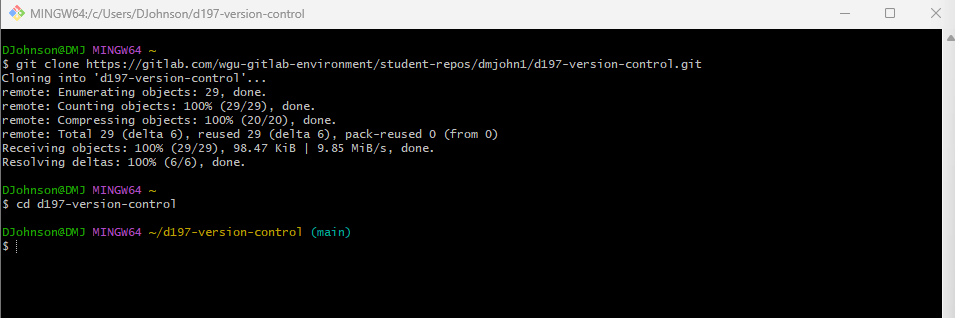 MINGW64:/c/Users/DJohnson/d197-version-control
DJohnson@DMJ MINGW64 ~
$ git clone https://gitlab.com/wgu-gitlab-environment/student-repos/dmjohn1/d197-version-control.git
Cloning into 'd197-version-control'...
remote: Enumerating objects: 29, done.
remote: Counting objects: 100% (29/29), done.
remote: Compressing objects: 100% (20/20), done.
remote: Total 29 (delta 6), reused 29 (delta 6), pack-reused 0 (from 0)
Receiving objects: 100% (29/29), 98.47 KiB | 9.85 MiB/s, done.
Resolving deltas: 100% (6/6), done.
DJohnson@DMJ MINGW64 ~
$ cd d197-version-control
DJohnson@DMJ MINGW64 ~/d197-version-control (main)
$